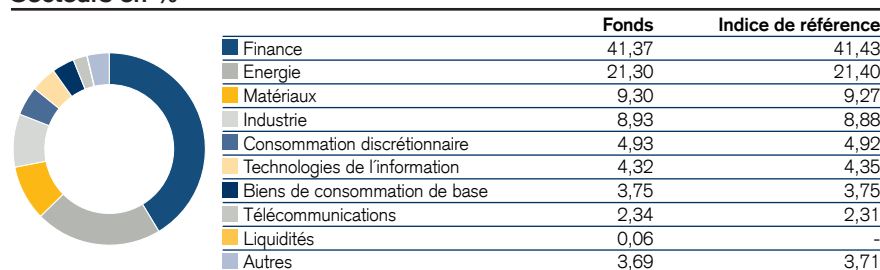 Secteurs en %
Fonds Indice de référence
Finance 41,37 41,43
Energie 21,30 21,40
Matériaux 9,30 9,27
Industrie 8,93 8,88
Consommation discrétionnaire 4,93 4,92
Technologies de l´information 4,32 4,35
Biens de consommation de base 3,75 3,75
Télécommunications 2,34 2,31
Liquidités 0,06 -
Autres 3,69 3,71